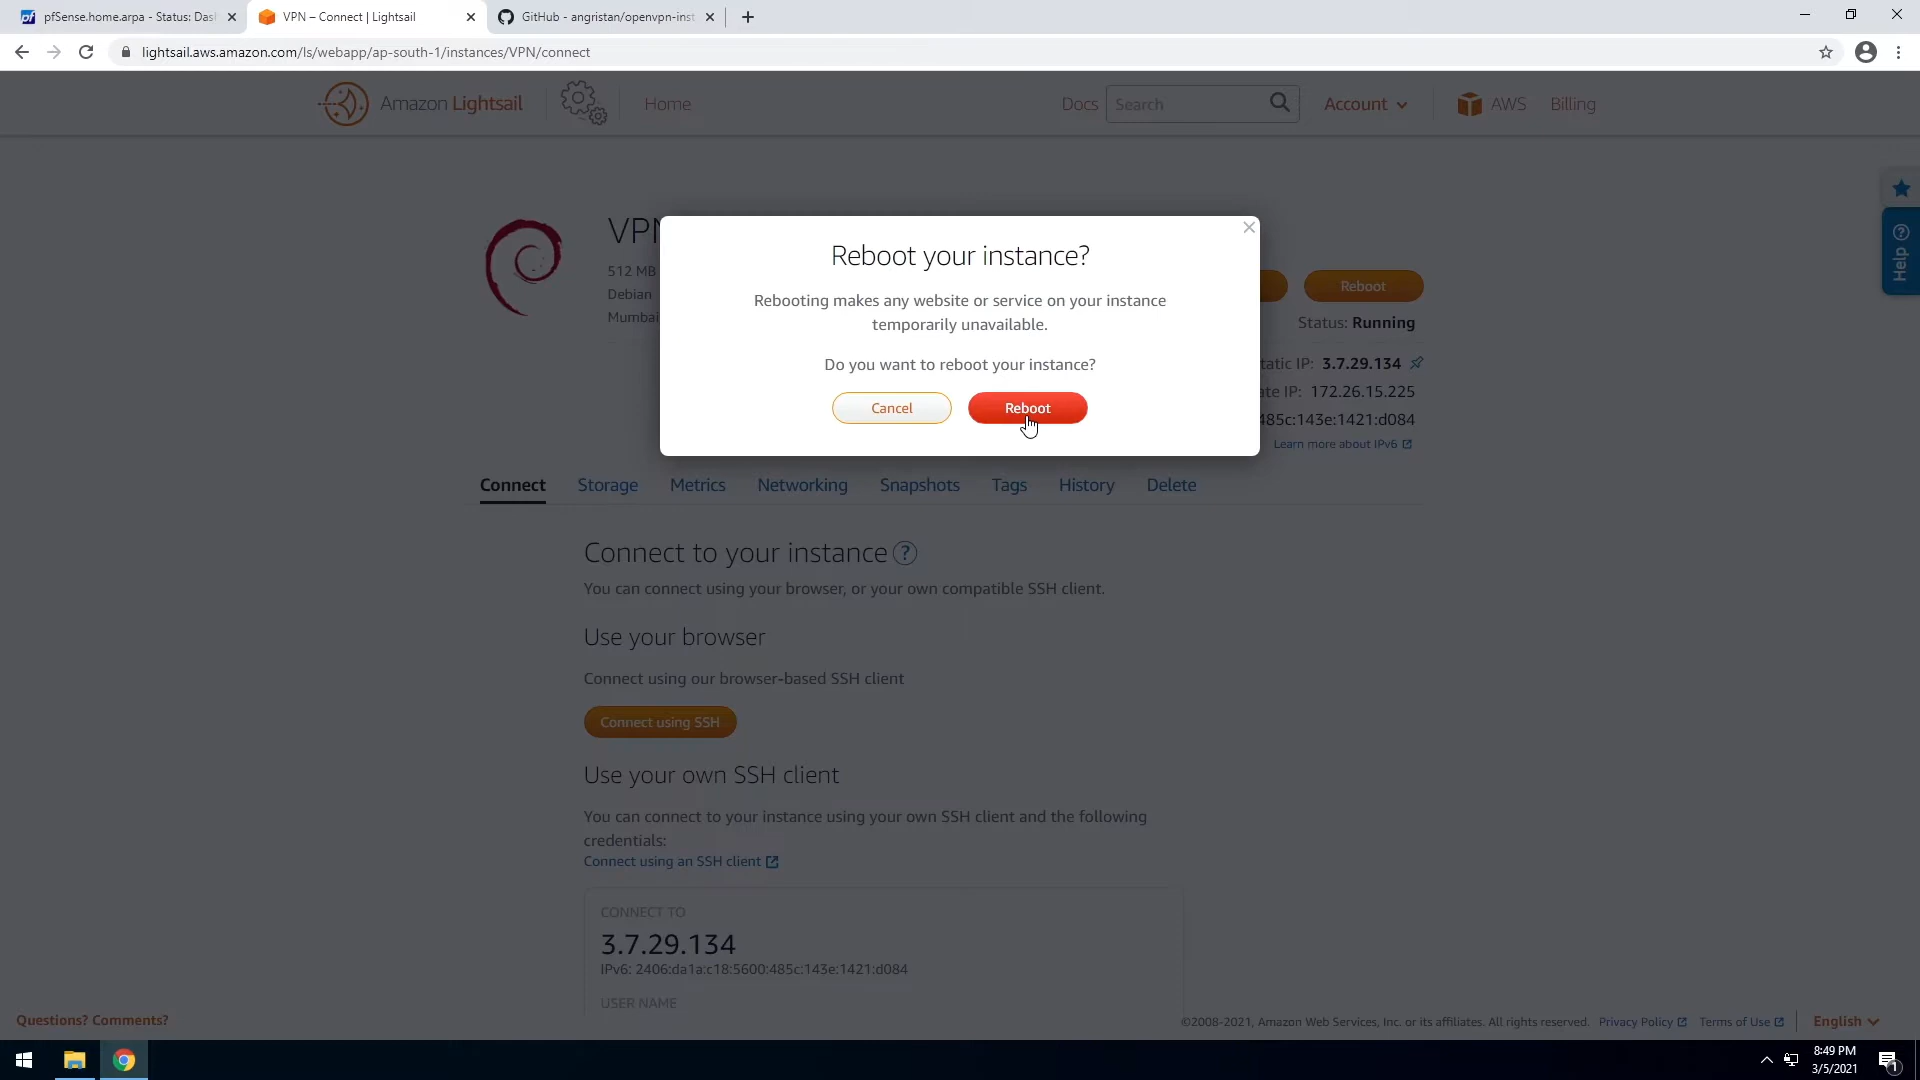 pfSense.home.arpa - Status: Das
VPN – Connect | Lightsail
GitHub - angristan/openvpn-inst
lightsail.aws.amazon.com/ls/webapp/ap-south-1/instances/VPN/connect
Amazon Lightsail
Home
Docs
Search
Account
AWS
Billing
Help
VPN
512 MB
Debian
Mumbai
Reboot
Status: Running
tatic IP: 3.7.29.134
ate IP: 172.26.15.225
485c:143e:1421:d084
Learn more about IPv6
Reboot your instance?
Rebooting makes any website or service on your instance
temporarily unavailable.
Do you want to reboot your instance?
Cancel
Reboot
Connect
Storage
Metrics
Networking
Snapshots
Tags
History
Delete
Connect to your instance ?
You can connect using your browser, or your own compatible SSH client.
Use your browser
Connect using our browser-based SSH client
Connect using SSH
Use your own SSH client
You can connect to your instance using your own SSH client and the following
credentials:
Connect using an SSH client
CONNECT TO
3.7.29.134
IPv6: 2406:da1a:c18:5600:485c:143e:1421:d084
USER NAME
Questions? Comments?
©2008-2021, Amazon Web Services, Inc. or its affiliates. All rights reserved.
Privacy Policy
Terms of Use
English
8:49 PM
3/5/2021
1